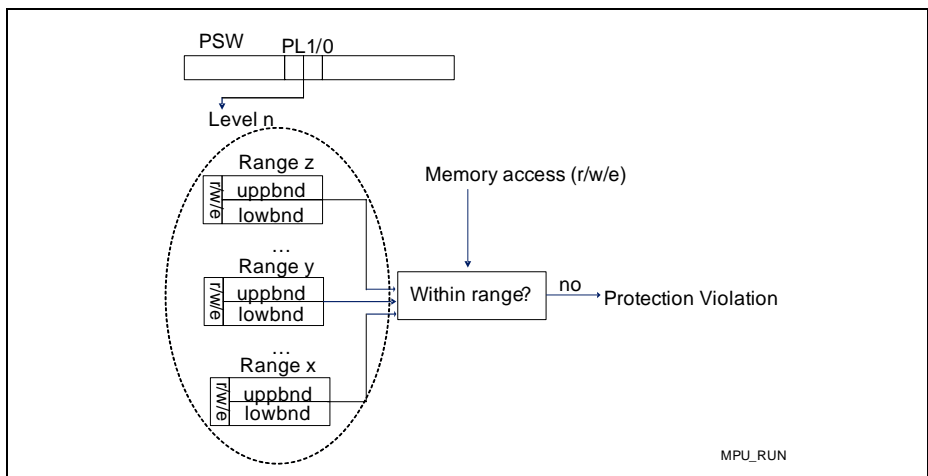 PSW PL1/0
Level n
Range z
r/w/e uppbnd
lowbnd
...
Range y
r/w/e uppbnd
lowbnd
...
Range x
r/w/e uppbnd
lowbnd
Memory access (r/w/e)
Within range?
no
Protection Violation
MPU_RUN